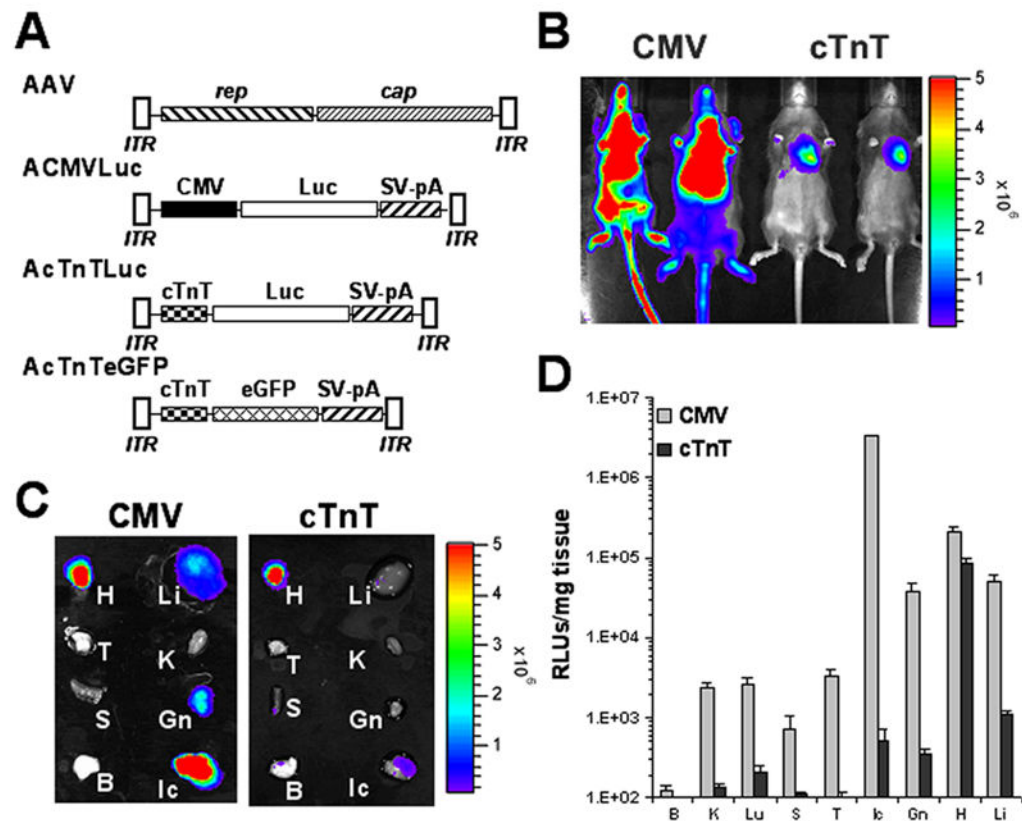 A
AAV
rep cap
ITR ITR
ACMVLuc
CMV Luc SV-pA
ITR ITR
AcTnTLuc
cTnT Luc SV-pA
ITR ITR
AcTnTeGFP
cTnT eGFP SV-pA
ITR ITR
B
CMV cTnT
5
4
3
2
1
x10⁶
C
CMV cTnT
H Li
T K
S Gn
B Ic
H Li
T K
S Gn
B Ic
5
4
3
2
1
x10⁶
D
CMV
cTnT
RLUs/mg tissue
1.E+07
1.E+06
1.E+05
1.E+04
1.E+03
1.E+02
B K Lu S T Ic Gn H Li